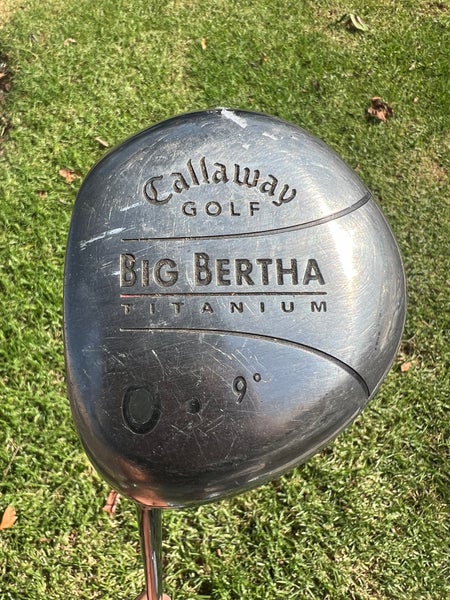 Callaway
GOLF
BIG BERTHA
TITANIUM
9°